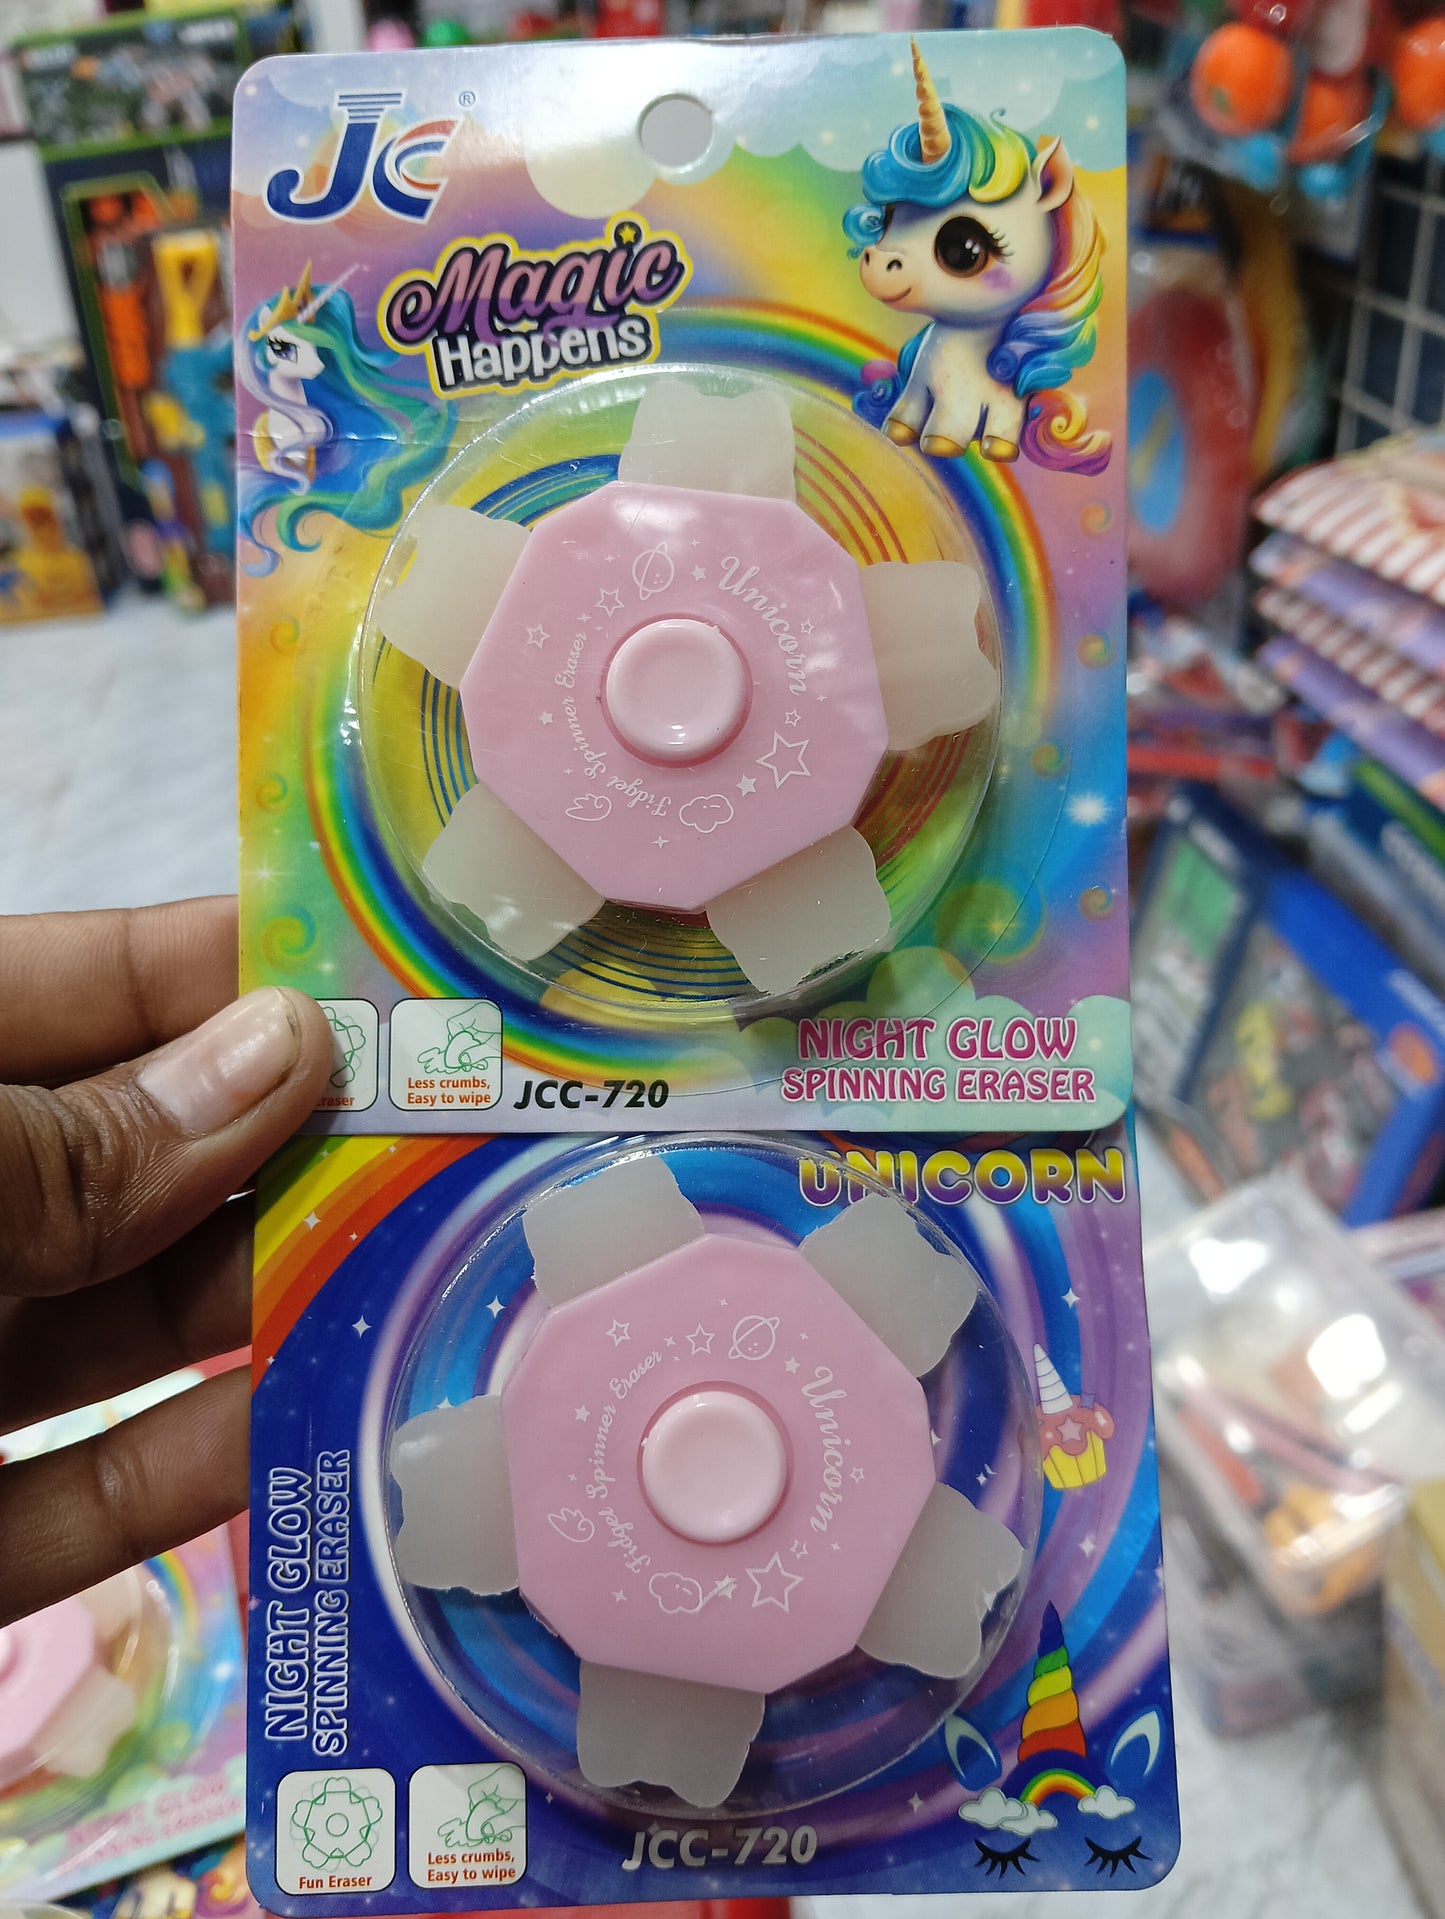 JC®
Magic
Happens
Unicorn
Fidget Spinner Eraser
NIGHT GLOW
SPINNING ERASER
Less crumbs,
Easy to wipe
JCC-720
UNICORN
Unicorn
Fidget Spinner Eraser
NIGHT GLOW
SPINNING ERASER
Fun Eraser
Less crumbs,
Easy to wipe
JCC-720